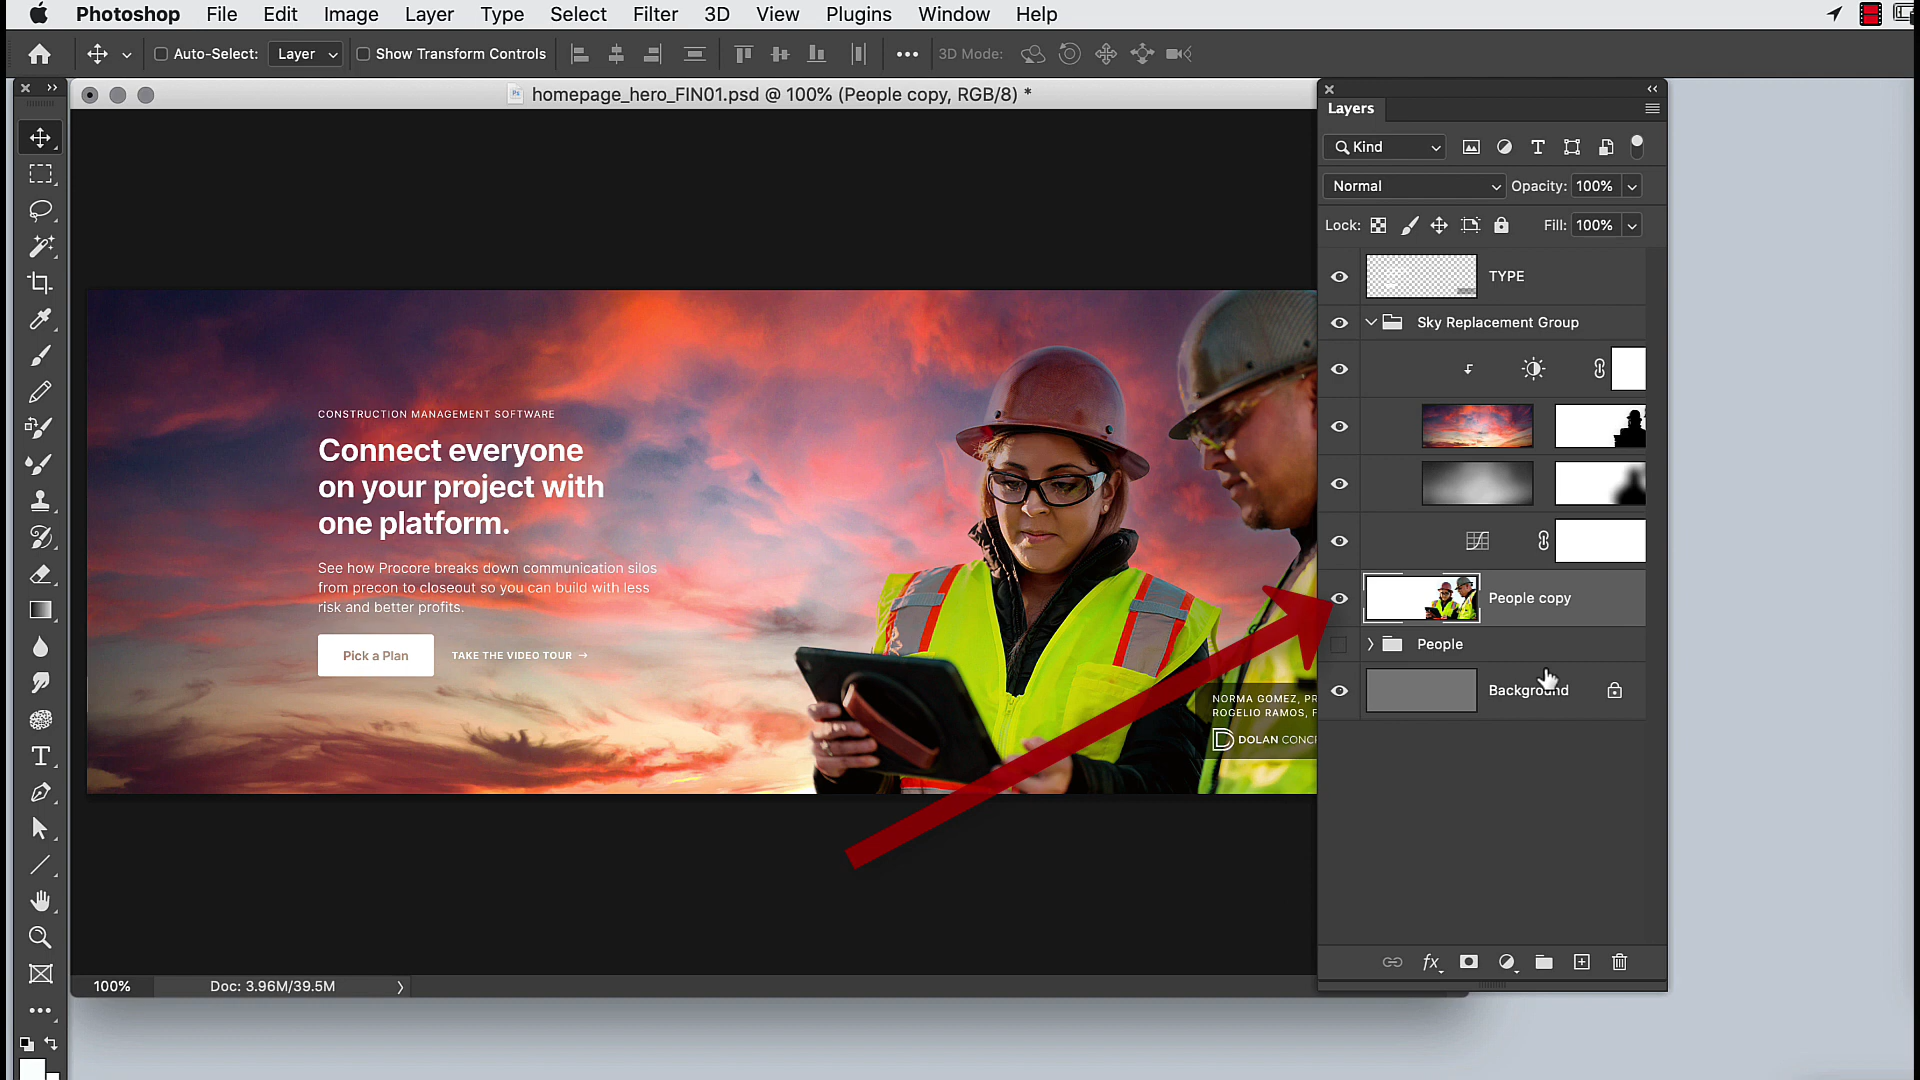 Photoshop File Edit Image Layer Type Select Filter 3D View Plugins Window Help
Auto-Select: Layer Show Transform Controls 3D Mode:
homepage_hero_FIN01.psd @ 100% (People copy, RGB/8) *
Layers
Kind
Normal Opacity: 100%
Lock: Fill: 100%
TYPE
Sky Replacement Group
People copy
People
Background
CONSTRUCTION MANAGEMENT SOFTWARE
Connect everyone
on your project with
one platform.
See how Procore breaks down communication silos
from precon to closeout so you can build with less
risk and better profits.
Pick a Plan TAKE THE VIDEO TOUR →
NORMA GOMEZ, PR
ROGELIO RAMOS, F
DOLAN CONCR
100% Doc: 3.96M/39.5M